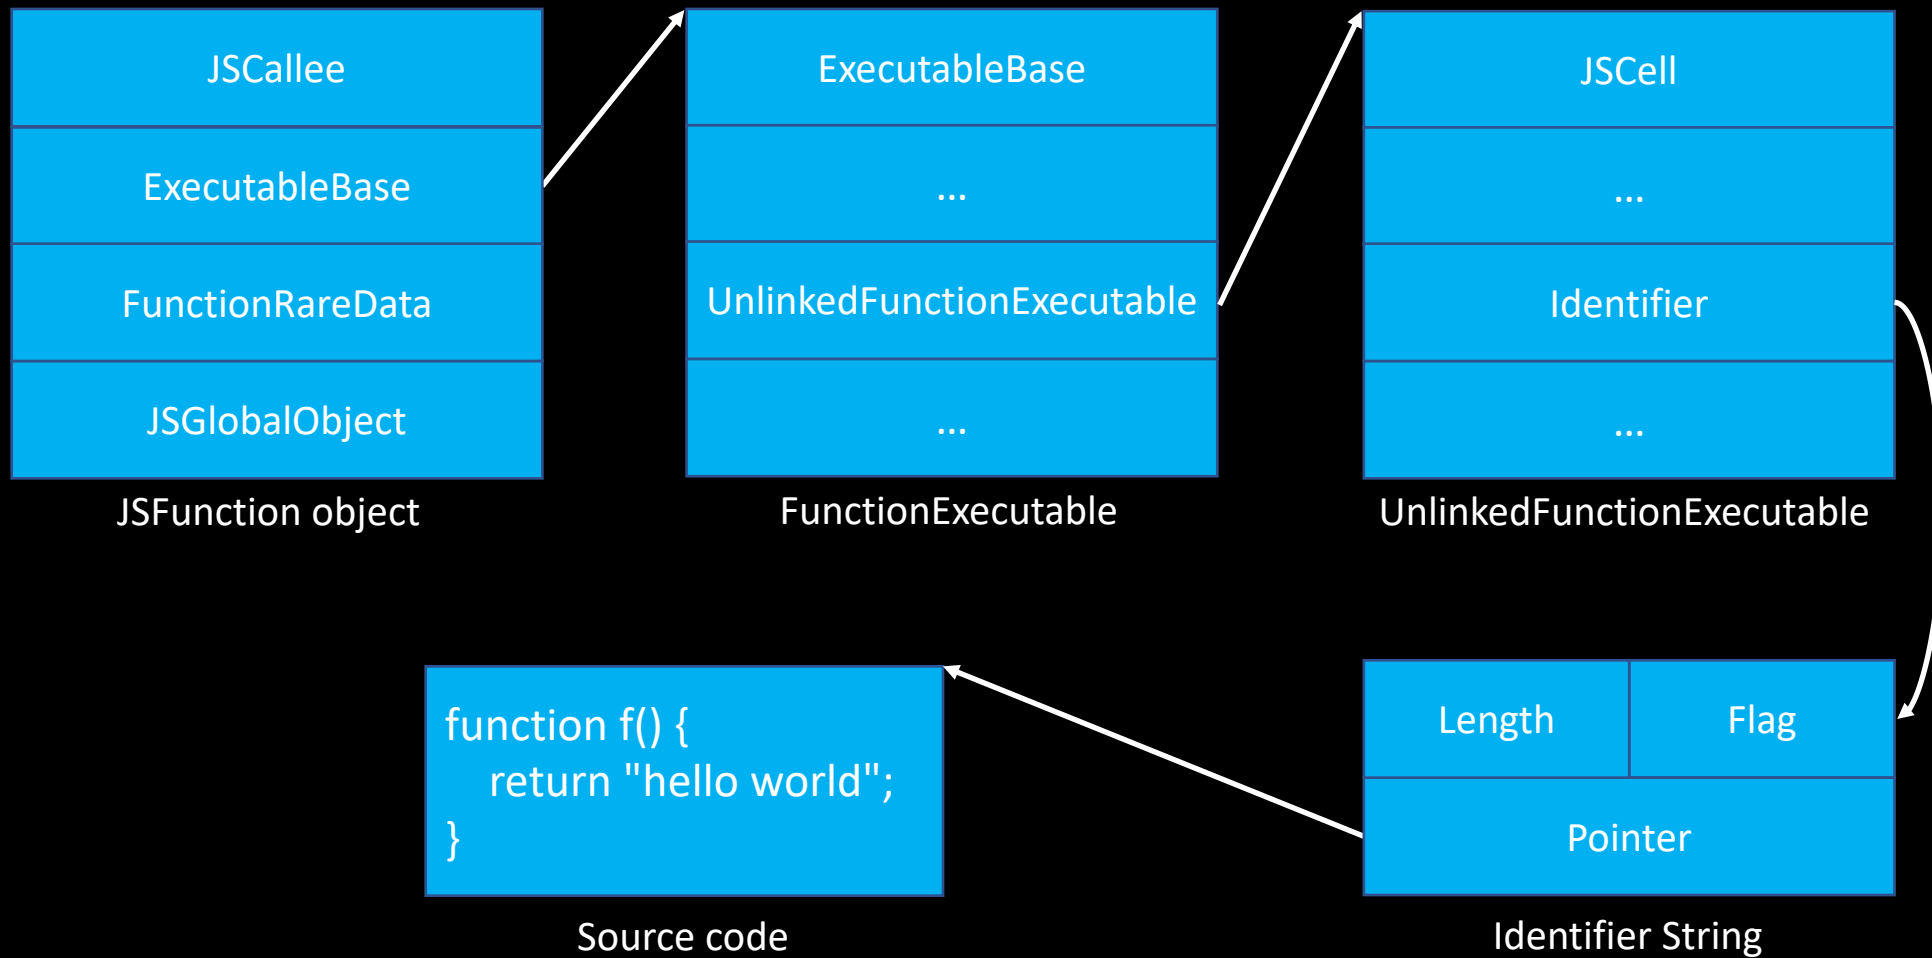 JSCallee
ExecutableBase
FunctionRareData
JSGlobalObject
JSFunction object
ExecutableBase
...
UnlinkedFunctionExecutable
...
FunctionExecutable
JSCell
...
Identifier
...
UnlinkedFunctionExecutable
function f() {
return "hello world";
}
Source code
Length Flag
Pointer
Identifier String